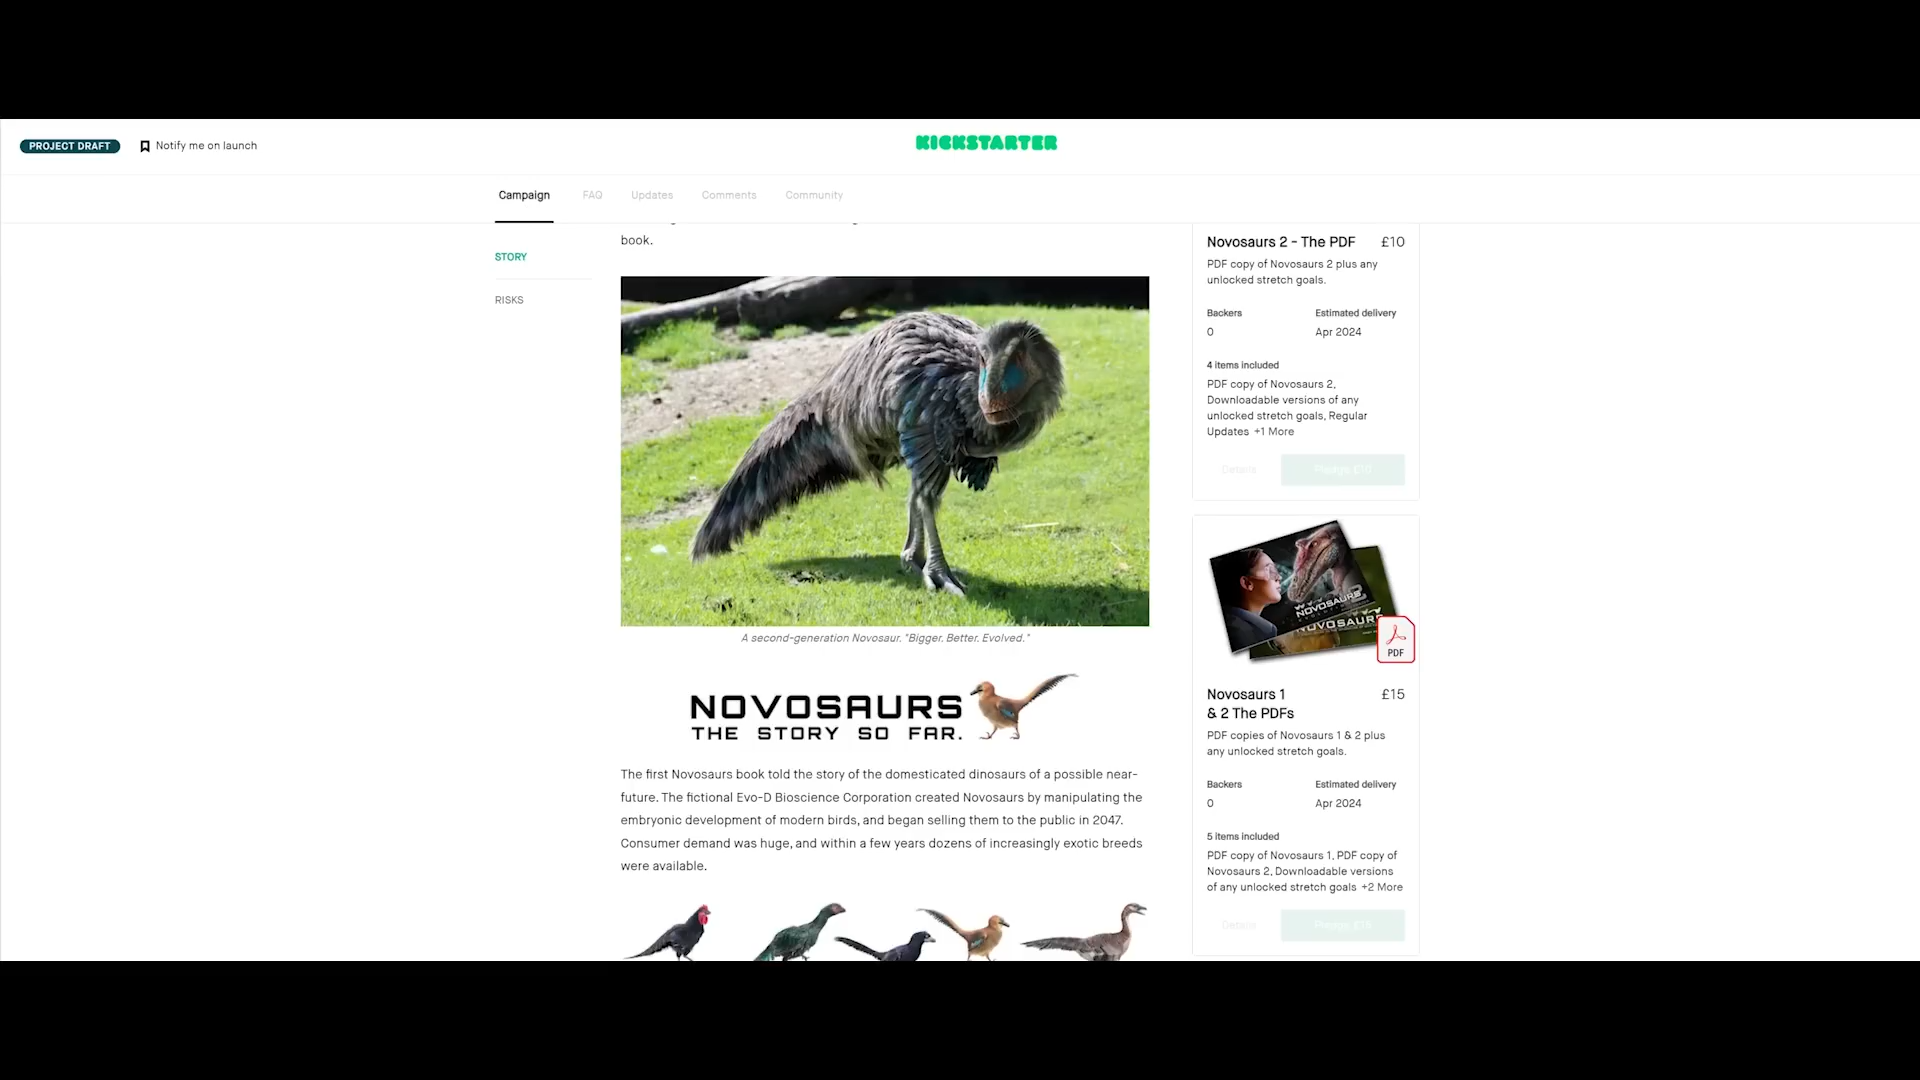 PROJECT DRAFT
Notify me on launch
KICKSTARTER
Campaign
FAQ
Updates
Comments
Community
STORY
RISKS
book.
A second-generation Novosaur. "Bigger. Better. Evolved."
NOVOSAURS
THE STORY SO FAR.
The first Novosaurs book told the story of the domesticated dinosaurs of a possible near-
future. The fictional Evo-D Bioscience Corporation created Novosaurs by manipulating the
embryonic development of modern birds, and began selling them to the public in 2047.
Consumer demand was huge, and within a few years dozens of increasingly exotic breeds
were available.
Novosaurs 2 - The PDF
£10
PDF copy of Novosaurs 2 plus any
unlocked stretch goals.
Backers
Estimated delivery
0
Apr 2024
4 items included
PDF copy of Novosaurs 2,
Downloadable versions of any
unlocked stretch goals, Regular
Updates +1 More
Details
Pledge £10
NOVOSAURS
NOVOSAURS
PDF
Novosaurs 1
£15
& 2 The PDFs
PDF copies of Novosaurs 1 & 2 plus
any unlocked stretch goals.
Backers
Estimated delivery
0
Apr 2024
5 items included
PDF copy of Novosaurs 1, PDF copy of
Novosaurs 2, Downloadable versions
of any unlocked stretch goals +2 More
Details
Pledge £15